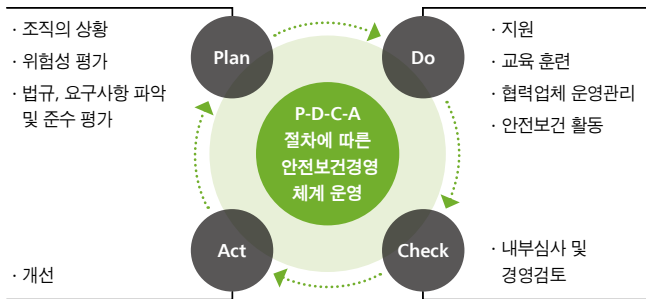 · 조직의 상황
· 위험성 평가
· 법규, 요구사항 파악
및 준수 평가
Plan
Do
· 지원
· 교육 훈련
· 협력업체 운영관리
· 안전보건 활동
P-D-C-A
절차에 따른
안전보건경영
체계 운영
· 개선
Act
Check
· 내부심사 및
경영검토